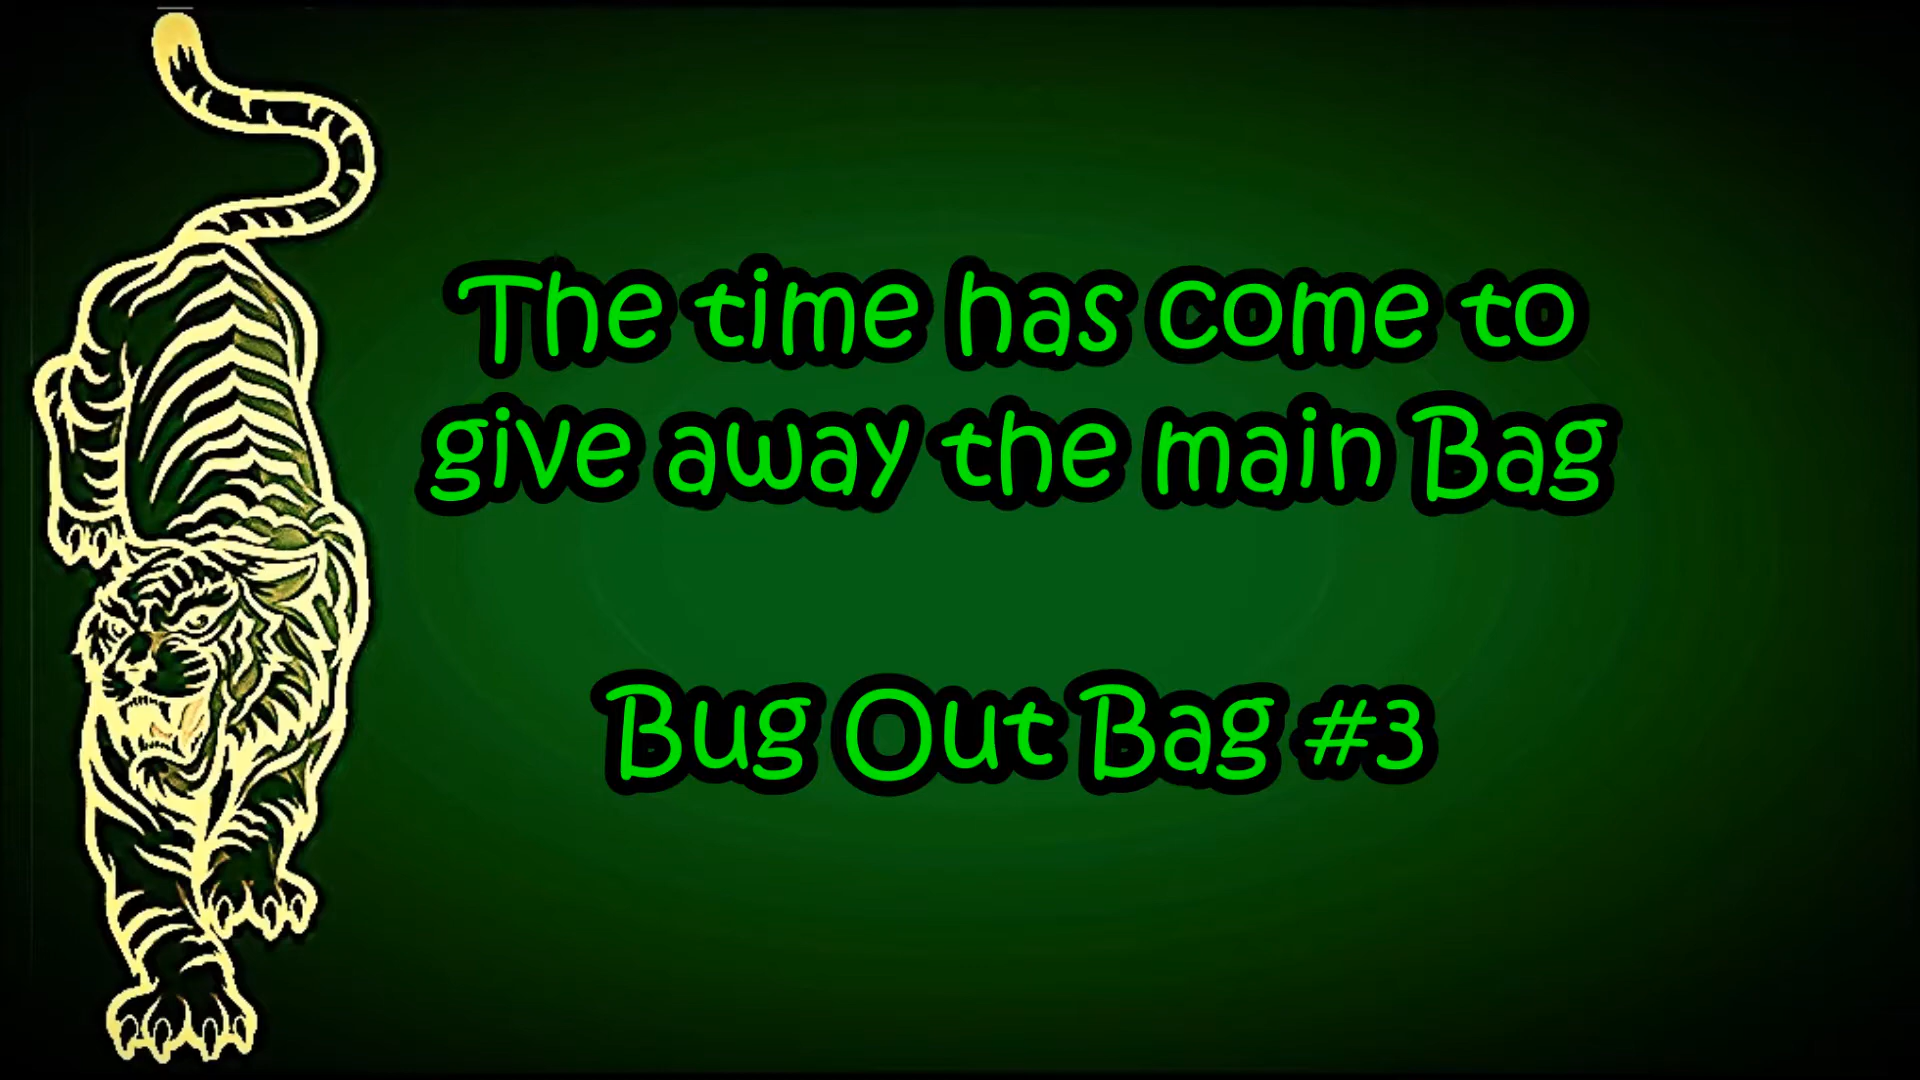 The time has come to
give away the main Bag
Bug Out Bag #3